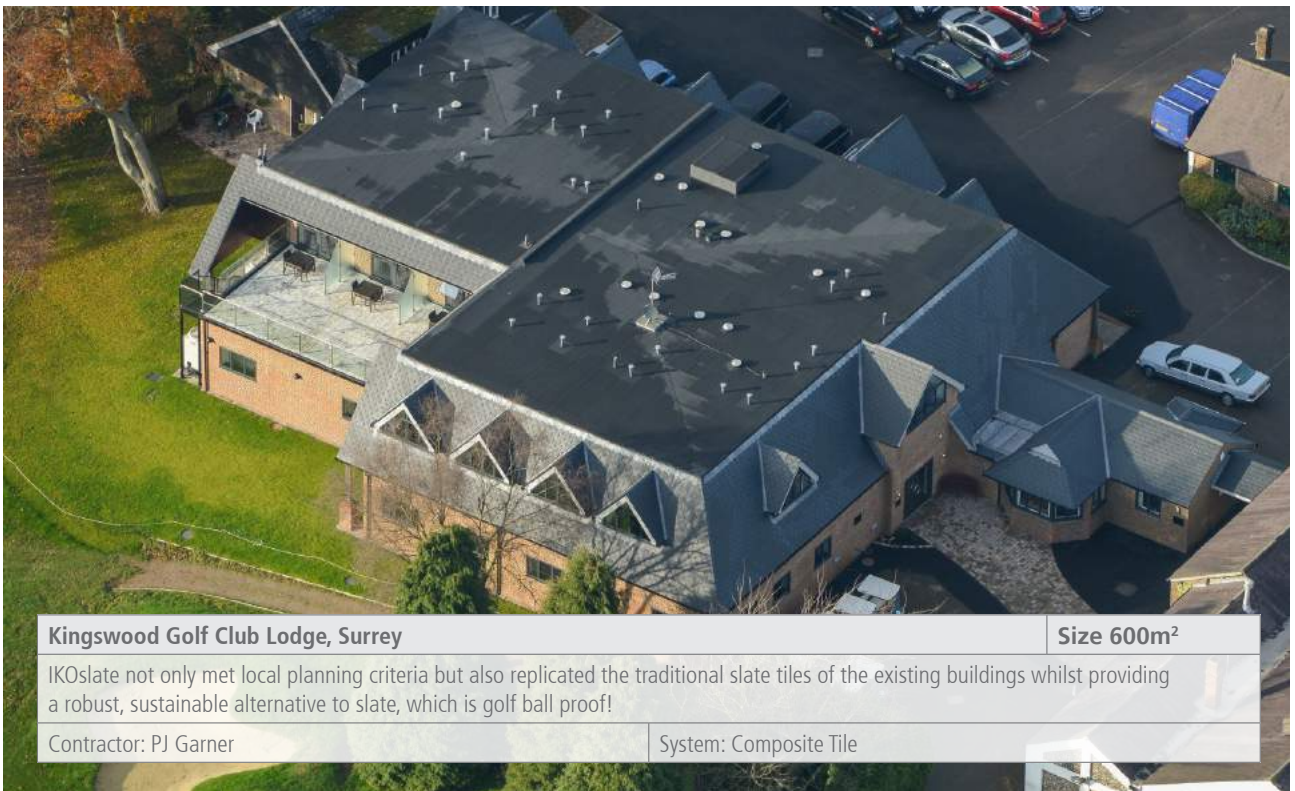 Kingswood Golf Club Lodge, Surrey
Size 600m²
IKOslate not only met local planning criteria but also replicated the traditional slate tiles of the existing buildings whilst providing
a robust, sustainable alternative to slate, which is golf ball proof!
Contractor: PJ Garner
System: Composite Tile